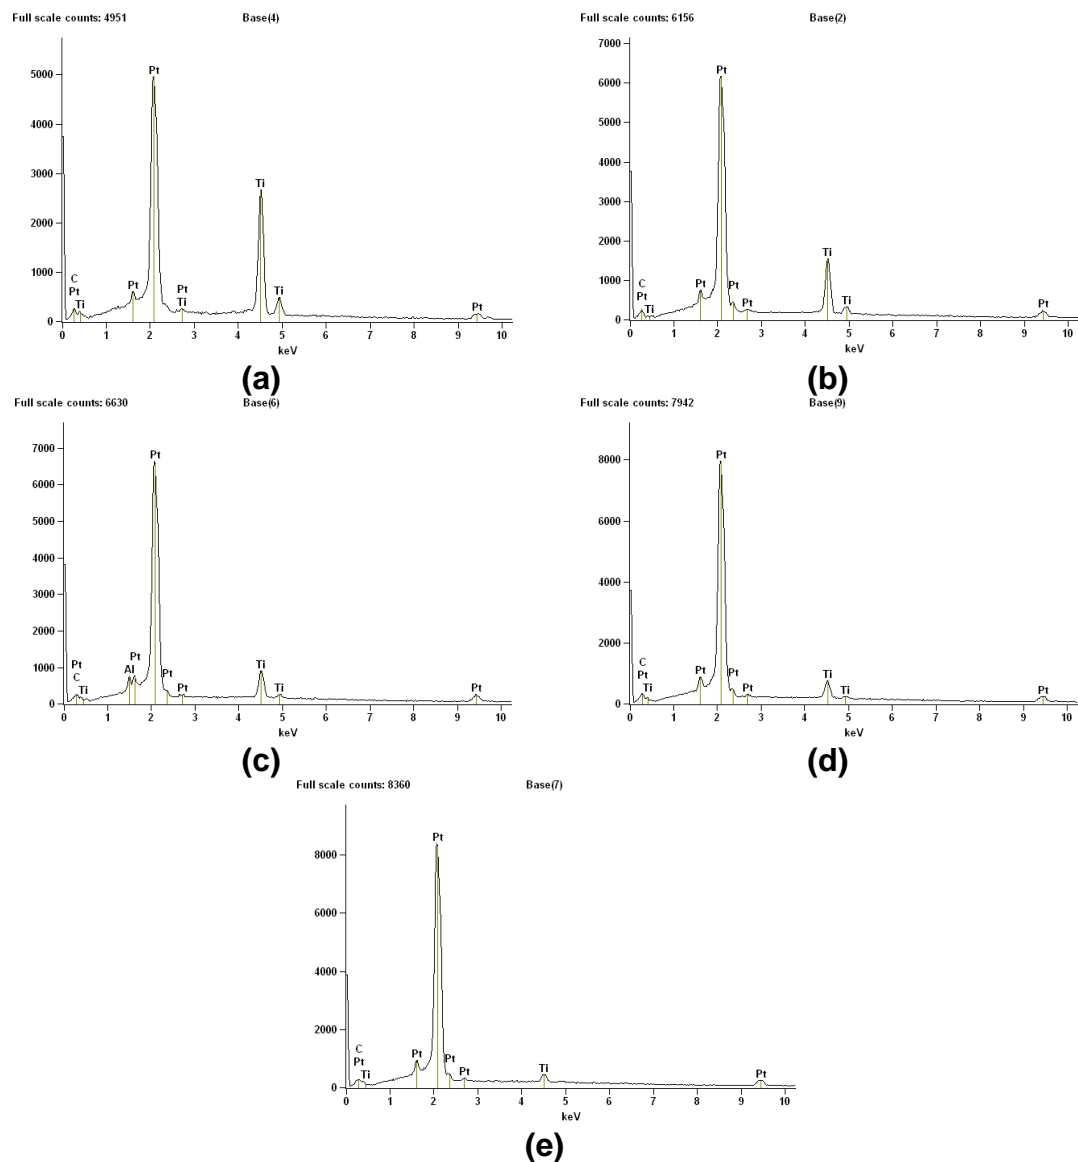 Full scale counts: 4951 Base(4)
5000
4000
3000
2000
1000
0
Pt
Ti
C
Pt
Ti
Pt
Pt
Ti
Ti
Pt
0 1 2 3 4 5 6 7 8 9 10
keV
(a)
Full scale counts: 6156 Base(2)
7000
6000
5000
4000
3000
2000
1000
0
Pt
Ti
C
Pt
Ti
Pt
Pt
Pt
Ti
Pt
0 1 2 3 4 5 6 7 8 9 10
keV
(b)
Full scale counts: 6630 Base(6)
7000
6000
5000
4000
3000
2000
1000
0
Pt
Pt
C
Ti
Al
Pt
Pt
Pt
Ti
Ti
Pt
0 1 2 3 4 5 6 7 8 9 10
keV
(c)
Full scale counts: 7942 Base(9)
8000
6000
4000
2000
0
Pt
C
Pt
Ti
Pt
Pt
Pt
Ti
Ti
Pt
0 1 2 3 4 5 6 7 8 9 10
keV
(d)
Full scale counts: 8360 Base(7)
8000
6000
4000
2000
0
Pt
C
Pt
Ti
Pt
Pt
Pt
Ti
Pt
0 1 2 3 4 5 6 7 8 9 10
keV
(e)